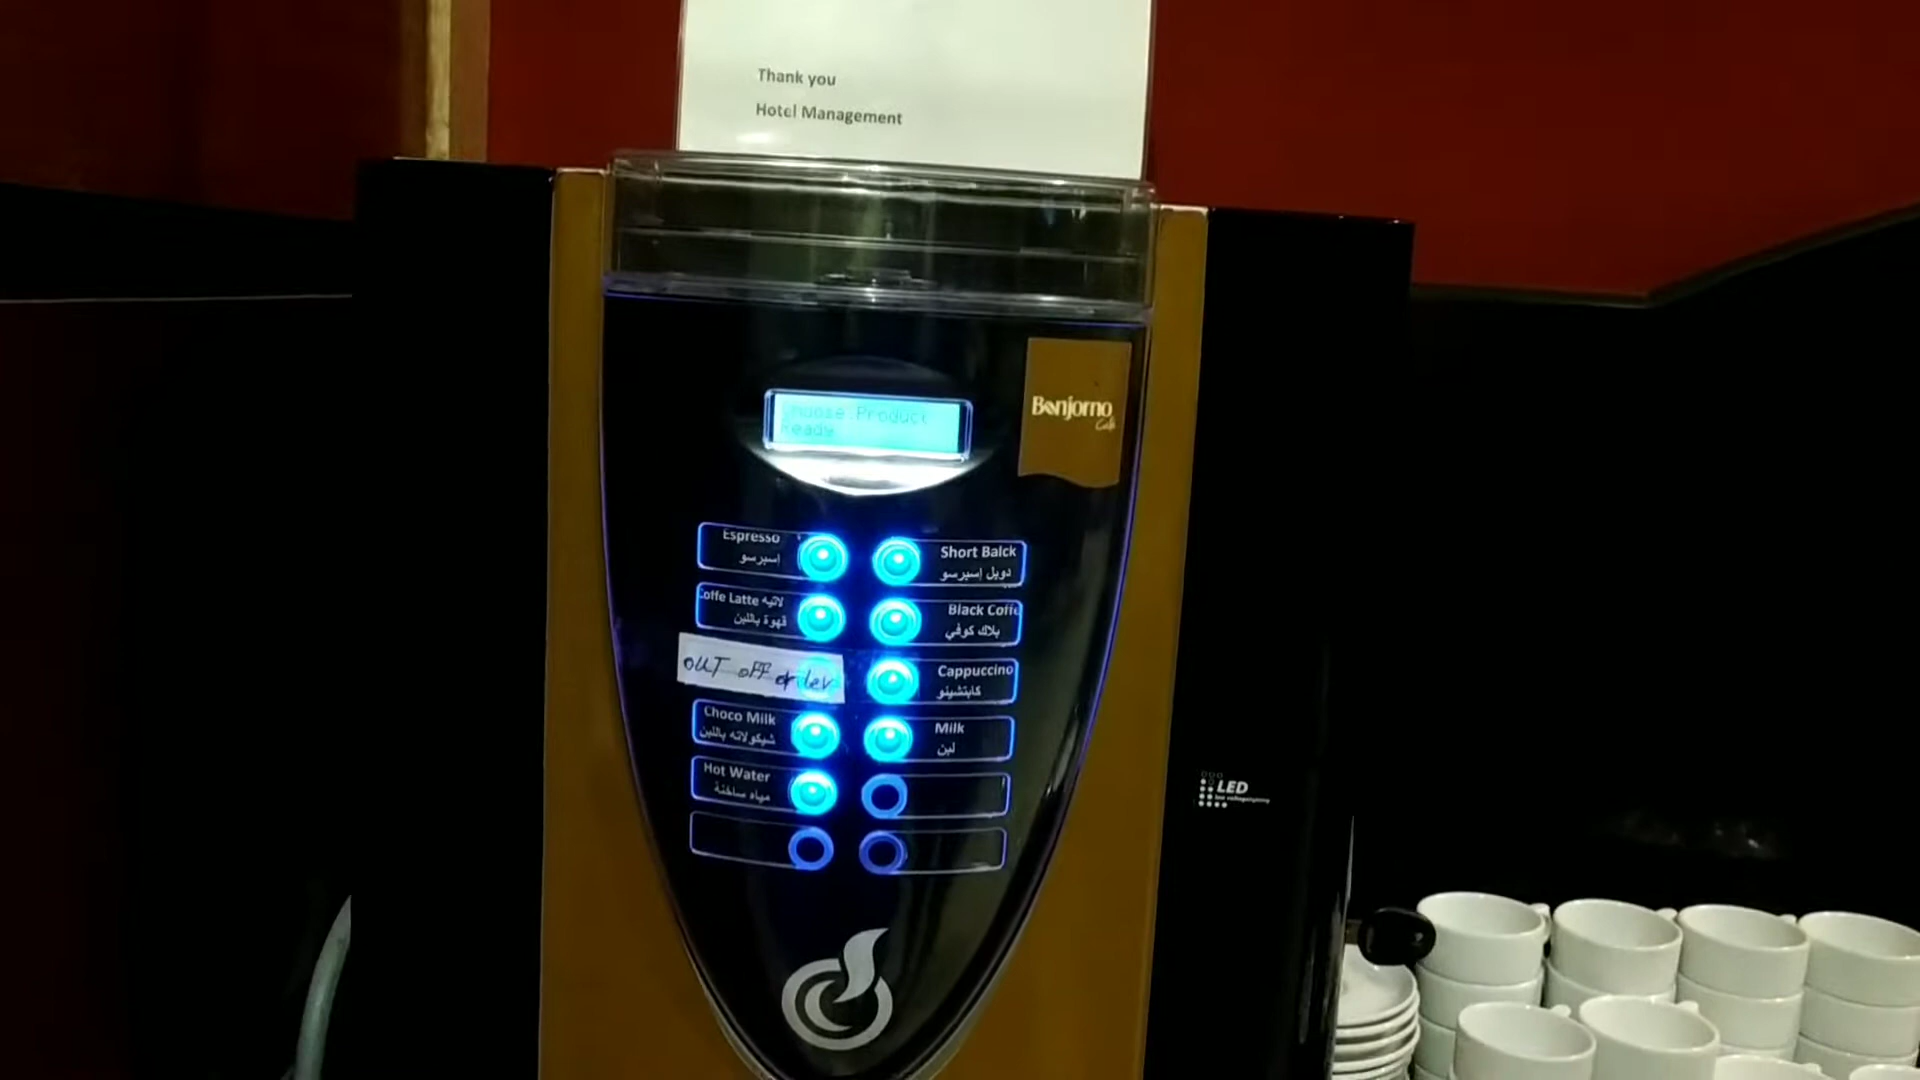 Thank you
Hotel Management
Choose Product
Ready
Bonjorno
Café
Espresso
اسبرسو
Short Balck
دوبل إسبرسو
Coffe Latte لاتيه
قهوة باللبن
Black Coffe
بلاك كوفي
OUT OFF order
Cappuccino
كابتشينو
Choco Milk
شيكولاته باللبن
Milk
لبن
Hot Water
مياه ساخنة
LED